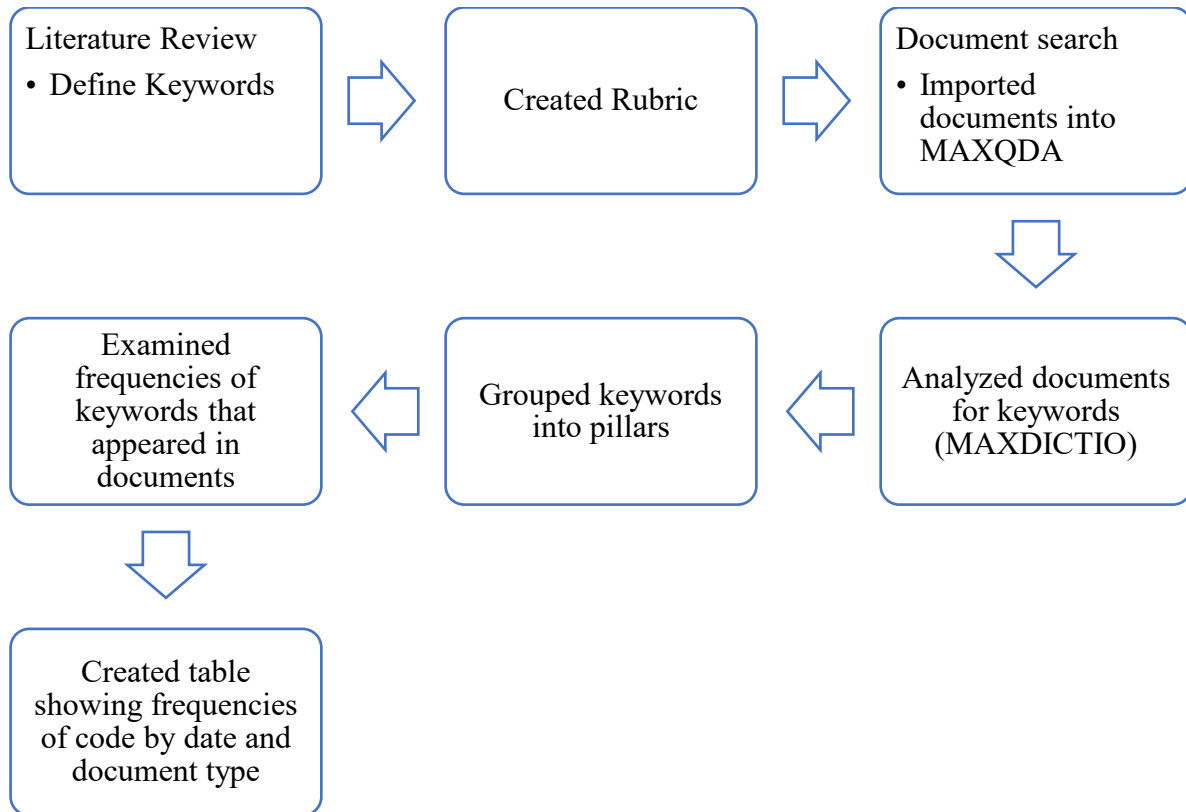 Literature Review
• Define Keywords
Created Rubric
Document search
• Imported
documents into
MAXQDA
Analyzed documents
for keywords
(MAXDICTIO)
Grouped keywords
into pillars
Examined
frequencies of
keywords that
appeared in
documents
Created table
showing frequencies
of code by date and
document type